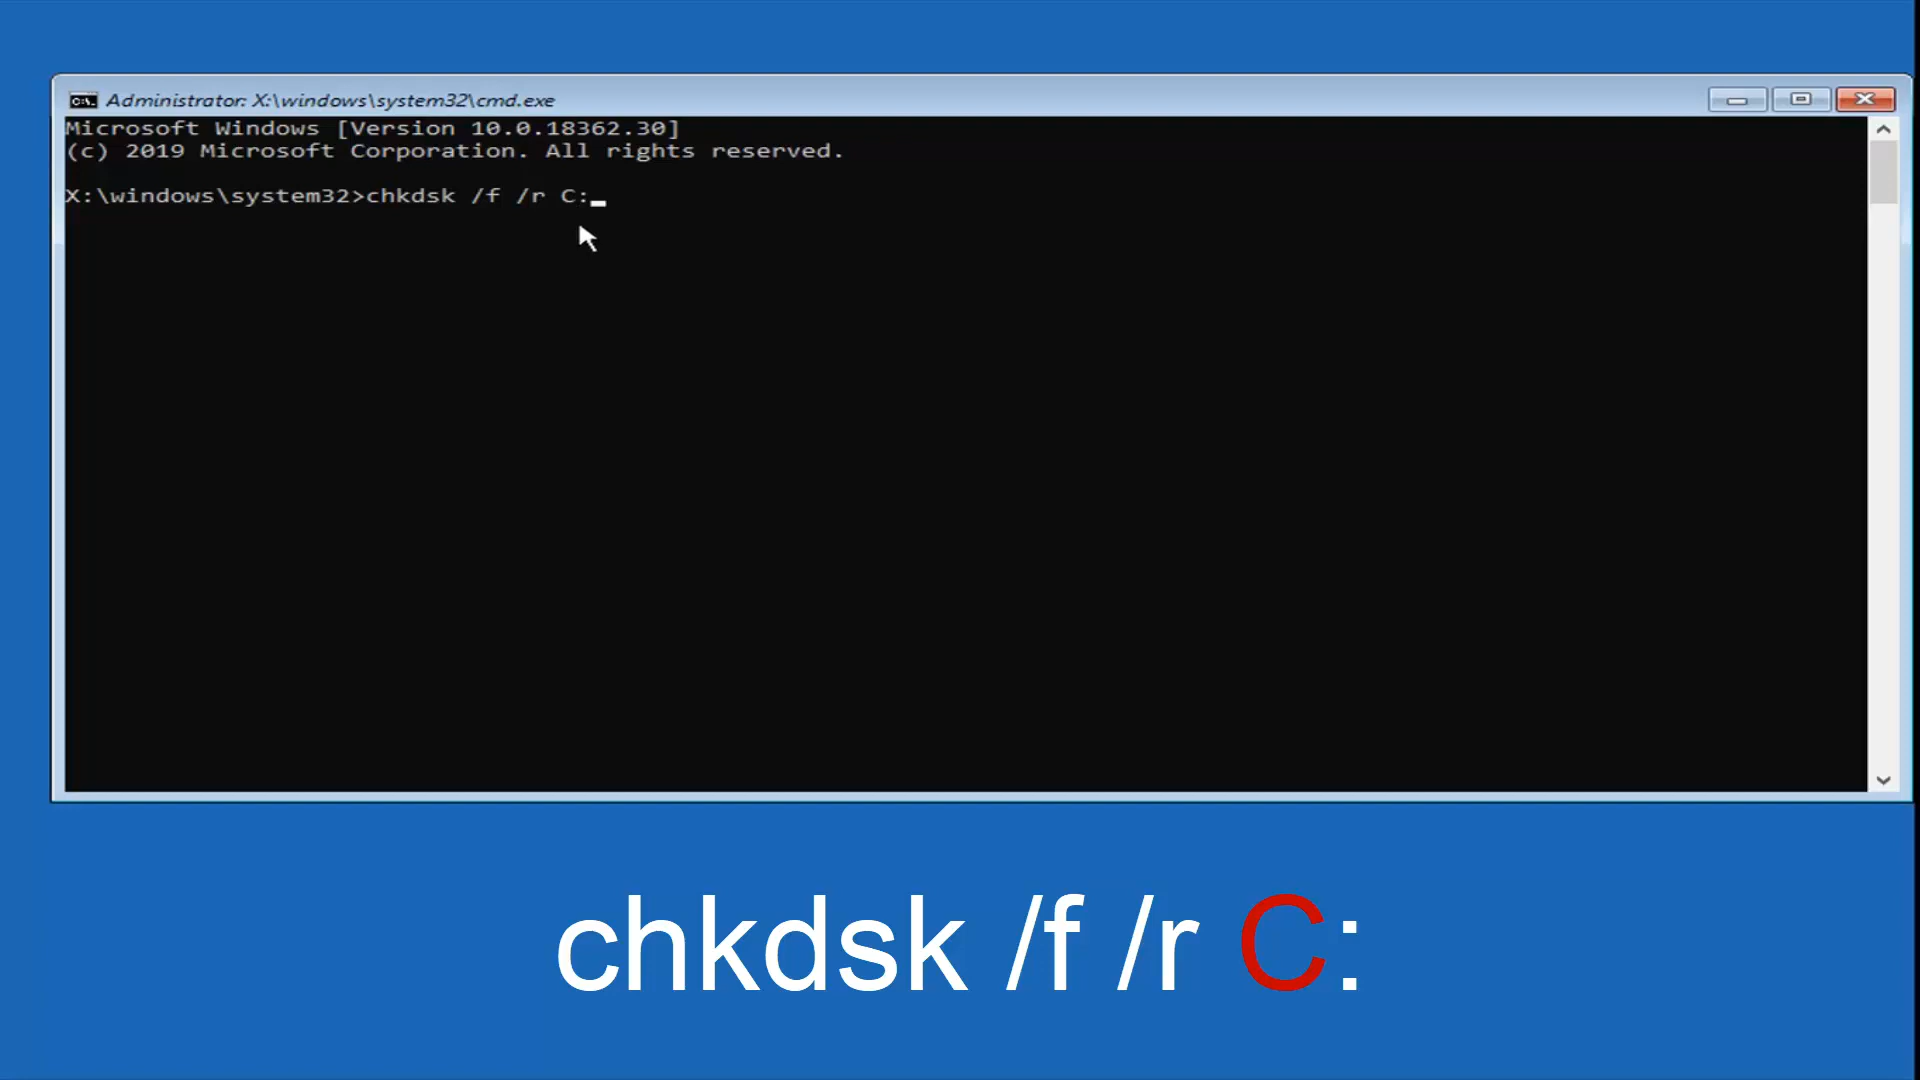 Administrator: X:\windows\system32\cmd.exe
Microsoft Windows [Version 10.0.18362.30]
(c) 2019 Microsoft Corporation. All rights reserved.
X:\windows\system32>chkdsk /f /r C:
chkdsk /f /r C: